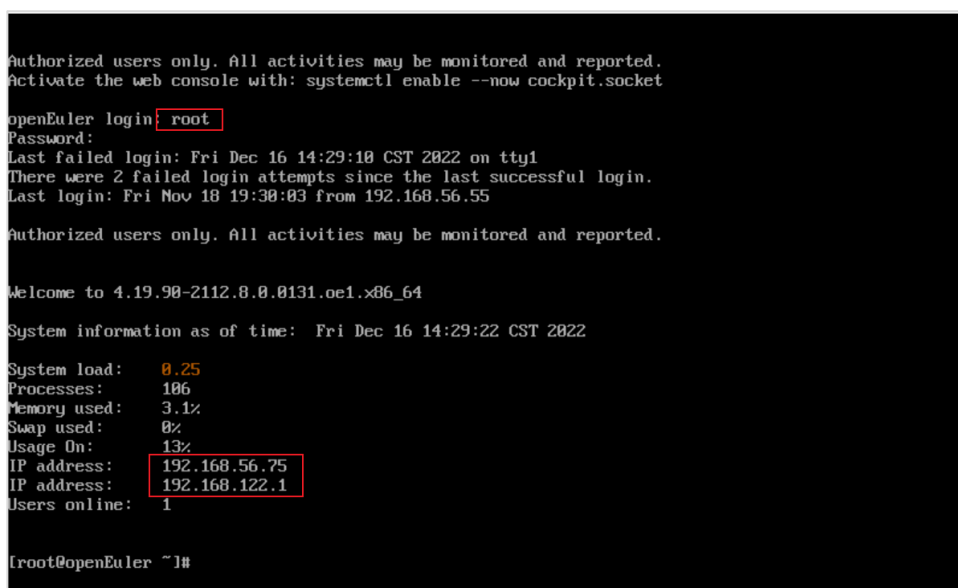 Authorized users only. All activities may be monitored and reported.
Activate the web console with: systemctl enable --now cockpit.socket
openEuler login: root
Password:
Last failed login: Fri Dec 16 14:29:10 CST 2022 on tty1
There were 2 failed login attempts since the last successful login.
Last login: Fri Nov 18 19:30:03 from 192.168.56.55
Authorized users only. All activities may be monitored and reported.
Welcome to 4.19.90-2112.8.0.0131.oe1.x86_64
System information as of time:  Fri Dec 16 14:29:22 CST 2022
System load:    0.25
Processes:      106
Memory used:    3.1%
Swap used:      0%
Usage On:       13%
IP address:     192.168.56.75
IP address:     192.168.122.1
Users online:   1
[root@openEuler ~]#